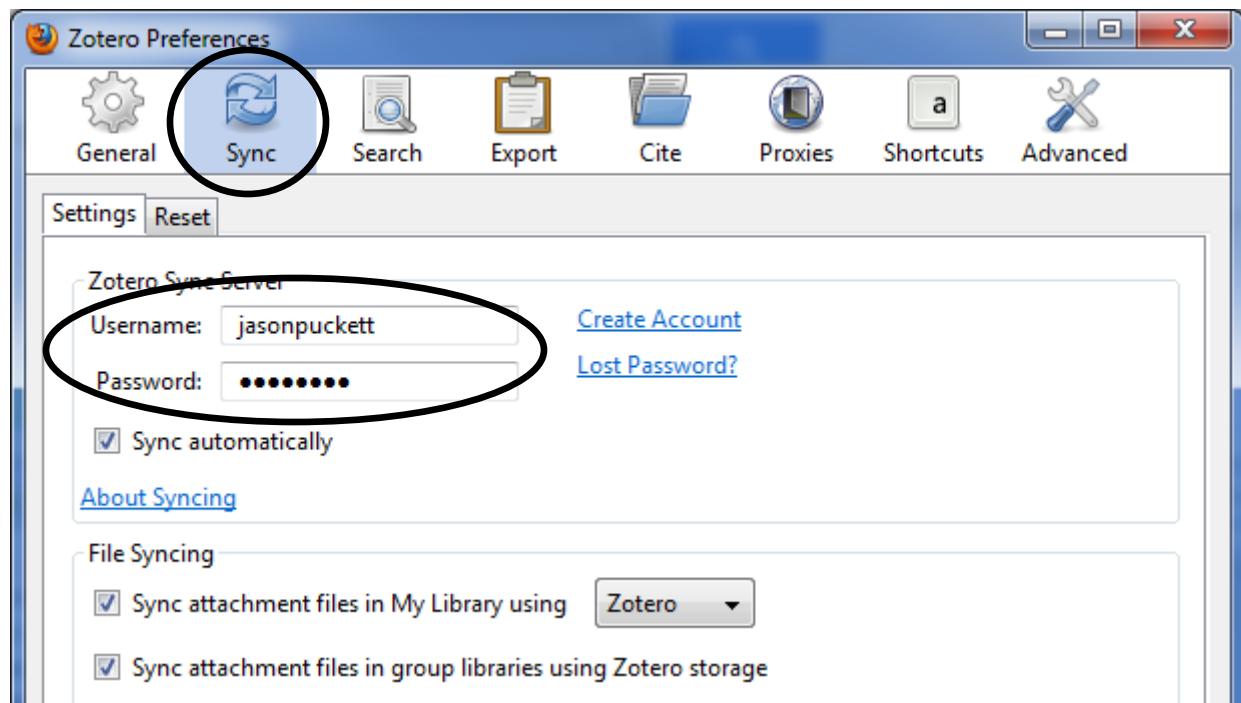 Zotero Preferences
a
General Sync Search Export Cite Proxies Shortcuts Advanced
Settings Reset
Zotero Sync Server
Username: jasonpuckett Create Account
Password: •••••••• Lost Password?
Sync automatically
About Syncing
File Syncing
Sync attachment files in My Library using Zotero
Sync attachment files in group libraries using Zotero storage